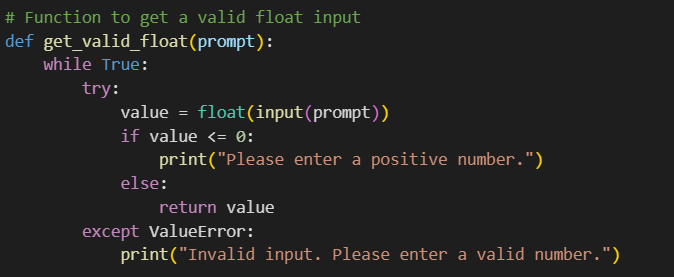 # Function to get a valid float input
def get_valid_float(prompt):
    while True:
        try:
            value = float(input(prompt))
            if value <= 0:
                print("Please enter a positive number.")
            else:
                return value
        except ValueError:
            print("Invalid input. Please enter a valid number.")